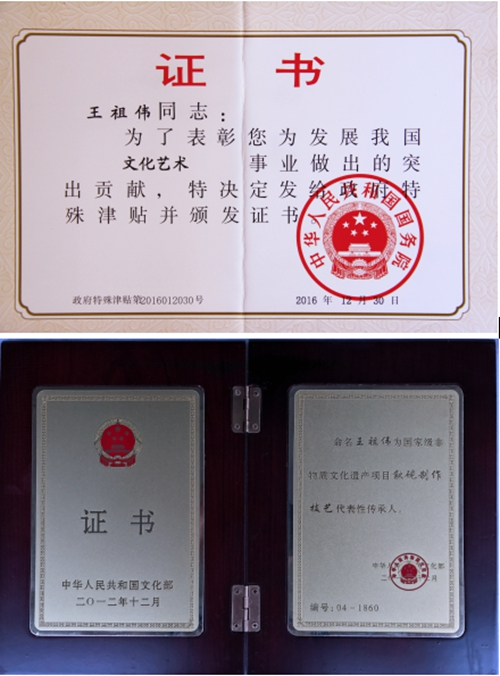 证 书
王祖伟同志:
为了表彰您为发展我国
文化艺术 事业做出的突
出贡献,特决定发给政府特
殊津贴并颁发证书
中华人民共和国国务院
政府特殊津贴第2016012030号
2016 年 12 月 30 日
证 书
中华人民共和国文化部
二〇一二年十二月
命名王祖伟为国家级非
物质文化遗产项目歙砚制作
技艺代表性传承人。
编号:04-1860